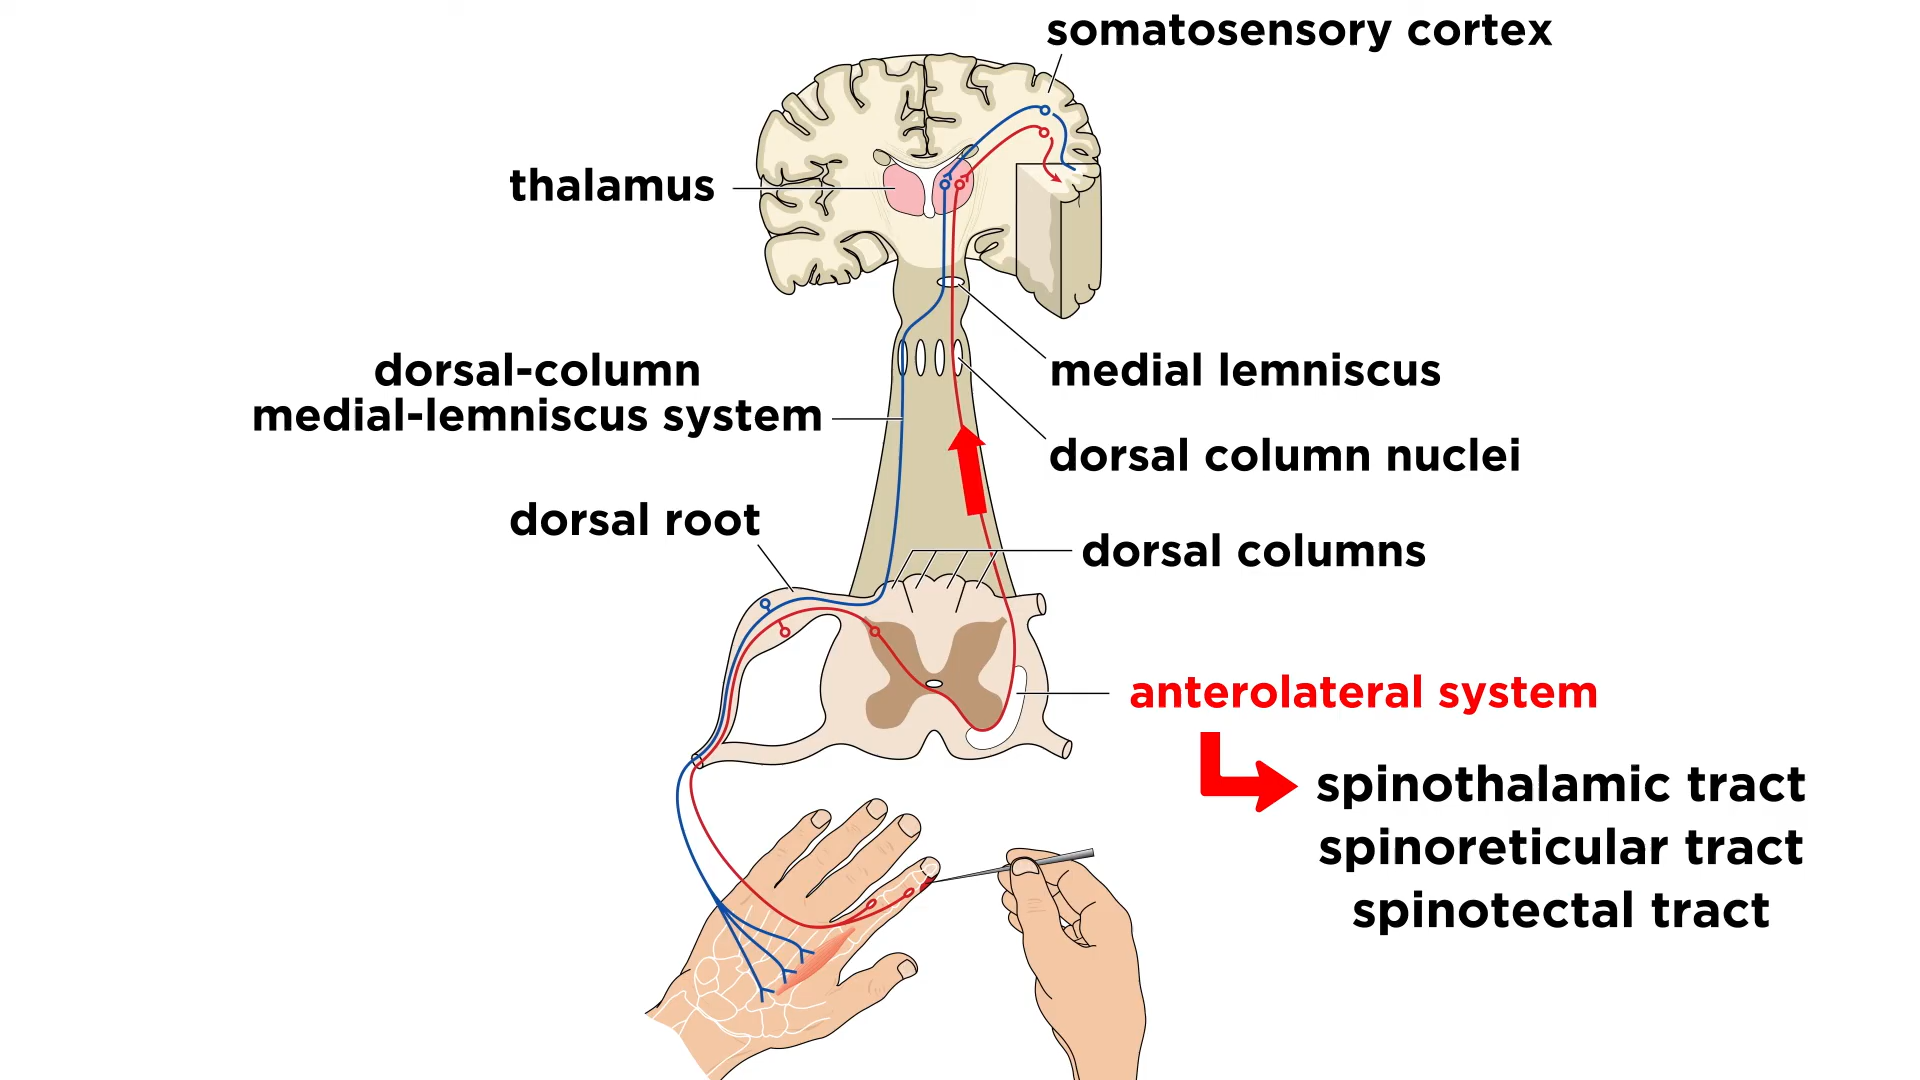 somatosensory cortex
thalamus
dorsal-column
medial-lemniscus system
medial lemniscus
dorsal column nuclei
dorsal root
dorsal columns
anterolateral system
spinothalamic tract
spinoreticular tract
spinotectal tract